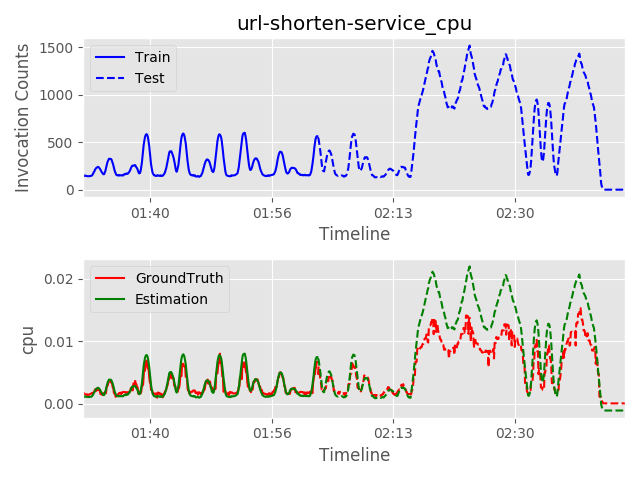 url-shorten-service_cpu
Invocation Counts
1500
1000
500
0
Train
Test
01:40
01:56
02:13
02:30
Timeline
cpu
0.02
0.01
0.00
GroundTruth
Estimation
01:40
01:56
02:13
02:30
Timeline